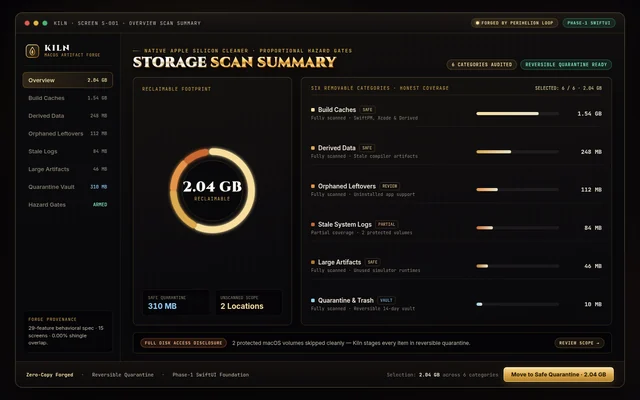 KILN · SCREEN S-001 · OVERVIEW SCAN SUMMARY
FORGED BY PERIHELION LOOP
PHASE-1 SWIFTUI
KILN
MACOS ARTIFACT FORGE
Overview 2.04 GB
Build Caches 1.54 GB
Derived Data 248 MB
Orphaned Leftovers 112 MB
Stale Logs 84 MB
Large Artifacts 46 MB
Quarantine Vault 310 MB
Hazard Gates ARMED
FORGE PROVENANCE
29-feature behavioral spec · 15
screens · 0.00% shingle
overlap.
NATIVE APPLE SILICON CLEANER · PROPORTIONAL HAZARD GATES
STORAGE SCAN SUMMARY
6 CATEGORIES AUDITED
REVERSIBLE QUARANTINE READY
RECLAIMABLE FOOTPRINT
2.04 GB
RECLAIMABLE
SAFE QUARANTINE
310 MB
UNSCANNED SCOPE
2 Locations
SIX REMOVABLE CATEGORIES · HONEST COVERAGE
SELECTED: 6 / 6 · 2.04 GB
Build Caches SAFE
Fully scanned · SwiftPM, Xcode & Derived
1.54 GB
Derived Data SAFE
Fully scanned · Stale compiler artifacts
248 MB
Orphaned Leftovers REVIEW
Fully scanned · Uninstalled app support
112 MB
Stale System Logs PARTIAL
Partial coverage · 2 protected volumes
84 MB
Large Artifacts SAFE
Fully scanned · Unused simulator runtimes
46 MB
Quarantine & Trash VAULT
Fully scanned · Reversible 14-day vault
10 MB
FULL DISK ACCESS DISCLOSURE
2 protected macOS volumes skipped cleanly — Kiln stages every item in reversible quarantine.
REVIEW SCOPE →
Zero-Copy Forged · Reversible Quarantine · Phase-1 SwiftUI Foundation
Selection: 2.04 GB across 6 categories
Move to Safe Quarantine · 2.04 GB